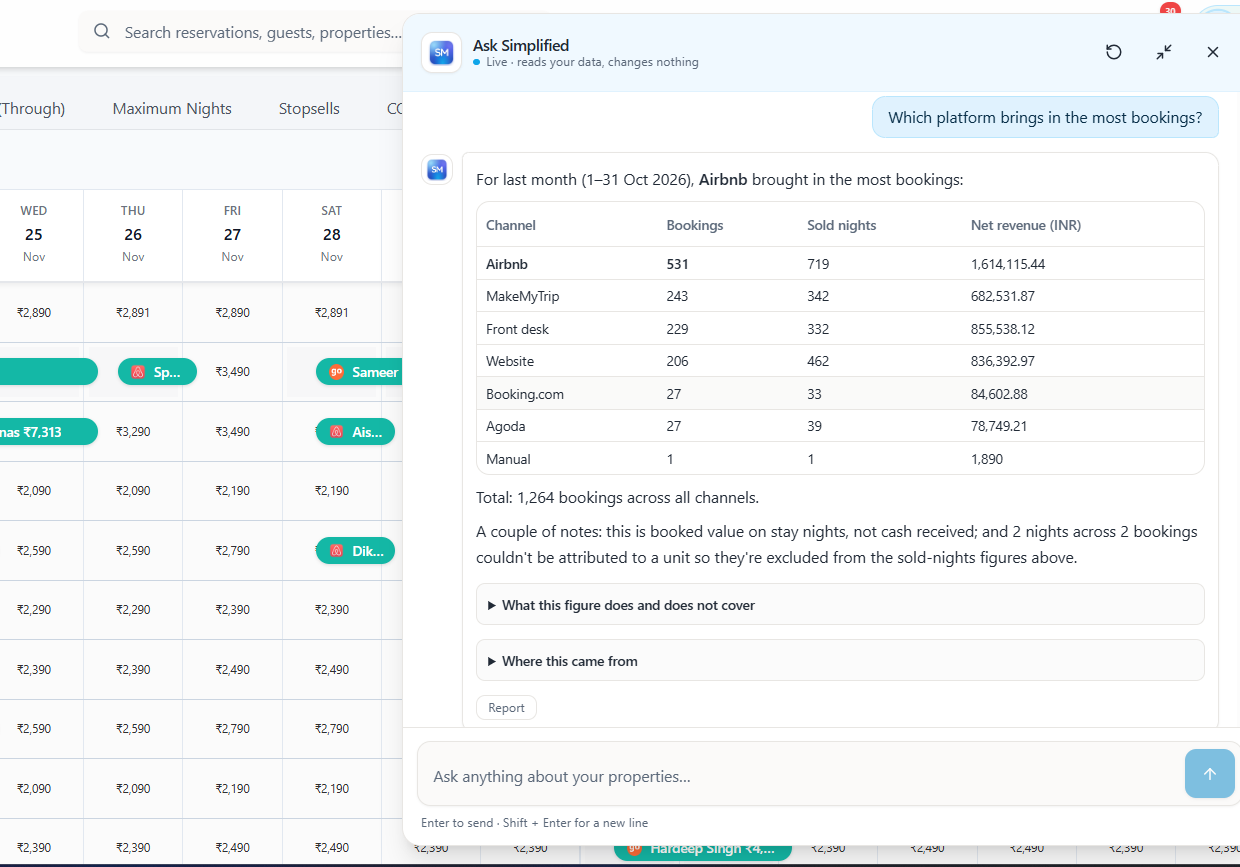 30
Search reservations, guests, properties...
SM
Ask Simplified
Live · reads your data, changes nothing
(Through)
Maximum Nights
Stopsells
Which platform brings in the most bookings?
SM
For last month (1–31 Oct 2026), Airbnb brought in the most bookings:
Channel Bookings Sold nights Net revenue (INR)
Airbnb 531 719 1,614,115.44
MakeMyTrip 243 342 682,531.87
Front desk 229 332 855,538.12
Website 206 462 836,392.97
Booking.com 27 33 84,602.88
Agoda 27 39 78,749.21
Manual 1 1 1,890
Total: 1,264 bookings across all channels.
A couple of notes: this is booked value on stay nights, not cash received; and 2 nights across 2 bookings
couldn't be attributed to a unit so they're excluded from the sold-nights figures above.
▶ What this figure does and does not cover
▶ Where this came from
Report
Ask anything about your properties...
Enter to send · Shift + Enter for a new line
WED THU FRI SAT
25 26 27 28
Nov Nov Nov Nov
₹2,890 ₹2,891 ₹2,890 ₹2,891
Sp... ₹3,490 go Sameer
nas ₹7,313 ₹3,290 ₹3,490 Ais...
₹2,090 ₹2,090 ₹2,190 ₹2,190
₹2,590 ₹2,590 ₹2,790 Dik...
₹2,290 ₹2,290 ₹2,390 ₹2,390
₹2,390 ₹2,390 ₹2,490 ₹2,490
₹2,590 ₹2,590 ₹2,790 ₹2,790
₹2,090 ₹2,090 ₹2,190 ₹2,190
₹2,390 ₹2,390 ₹2,490 ₹2,490 ₹2,390 ₹2,390 go Hardeep Singh ₹4,... ₹2,390 ₹2,490 ₹2,490 ₹2,390